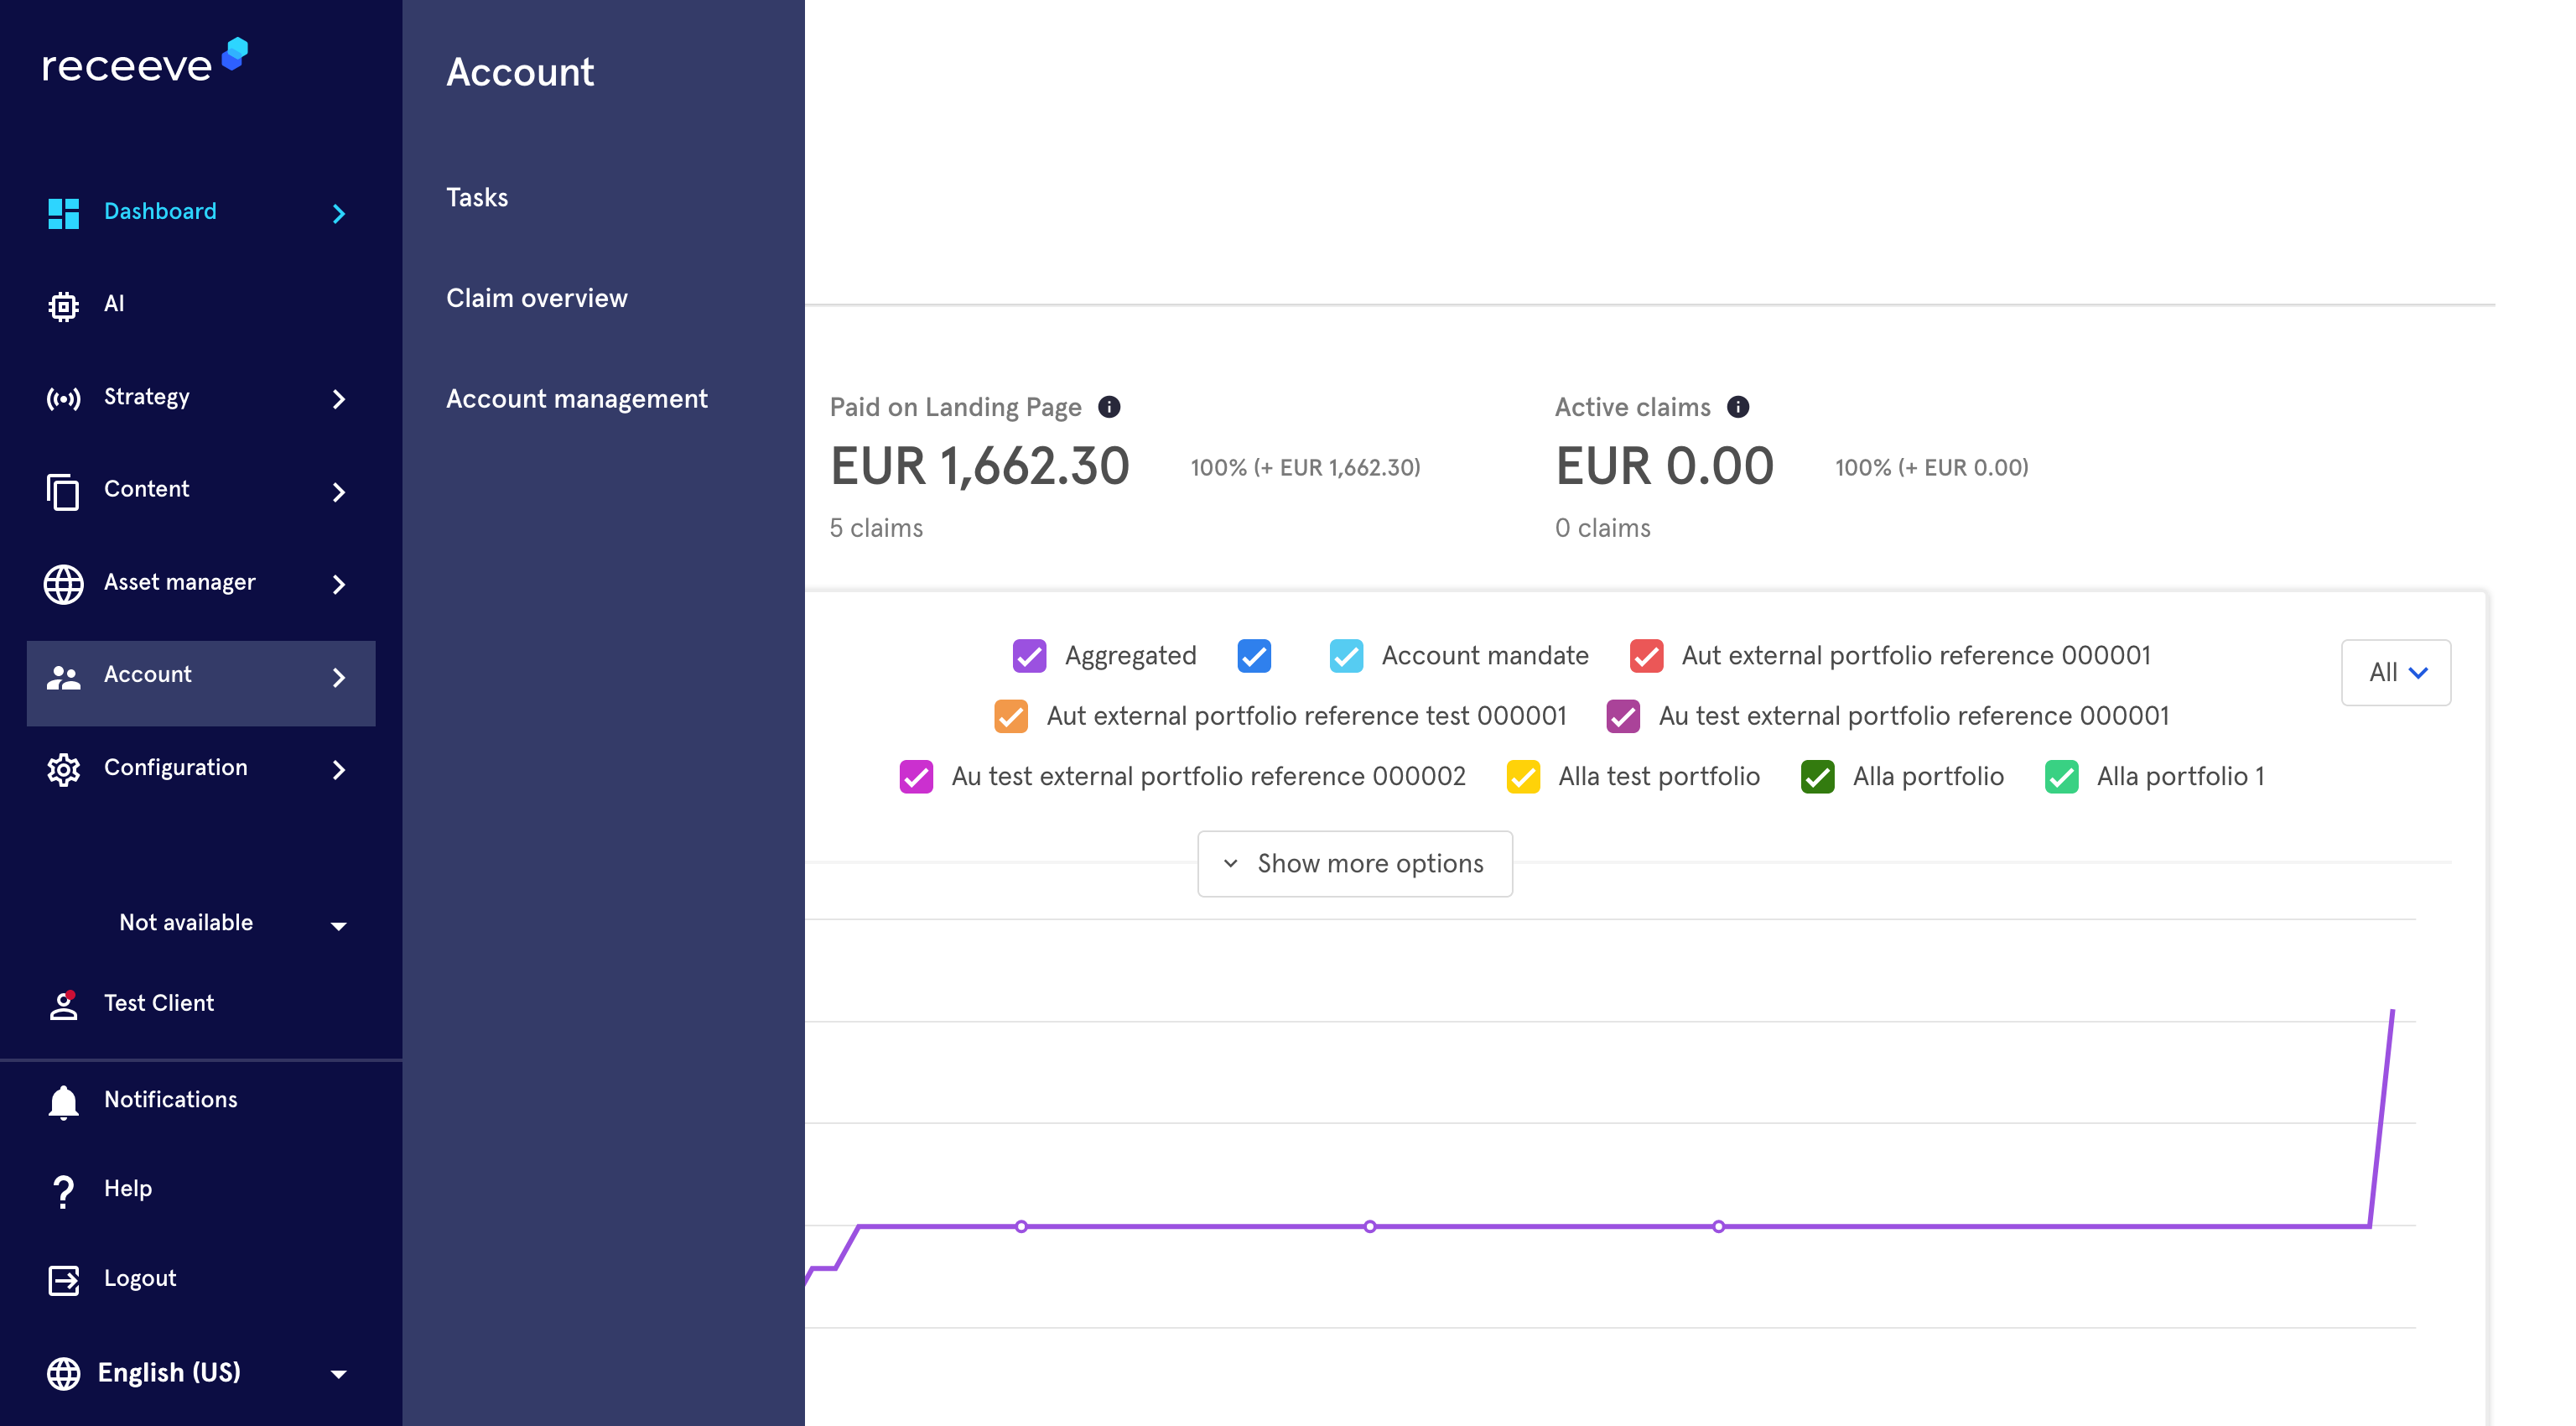 receeve
Dashboard
AI
Strategy
Content
Asset manager
Account
Configuration
Not available
Test Client
Notifications
Help
Logout
English (US)
Account
Tasks
Claim overview
Account management
Paid on Landing Page
EUR 1,662.30 100% (+ EUR 1,662.30)
5 claims
Active claims
EUR 0.00 100% (+ EUR 0.00)
0 claims
Aggregated Account mandate Aut external portfolio reference 000001
Aut external portfolio reference test 000001 Au test external portfolio reference 000001
Au test external portfolio reference 000002 Alla test portfolio Alla portfolio Alla portfolio 1
All
Show more options